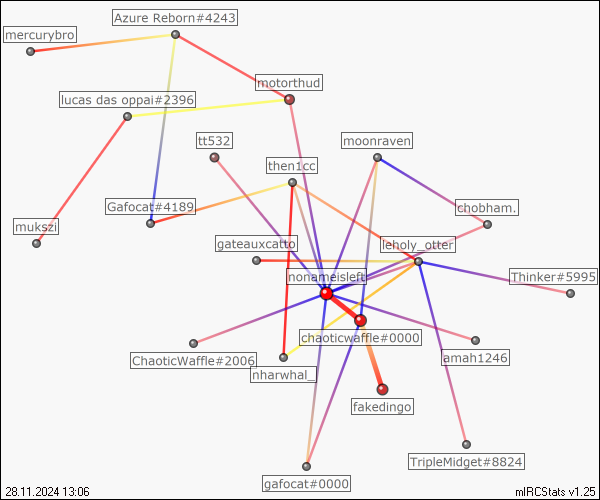 Azure Reborn#4243
mercurybro
motorthud
lucas das oppai#2396
tt532
moonraven
then1cc
Gafocat#4189
chobham.
mukszi
gateauxcatto
leholy_otter
nonameisleft
Thinker#5995
chaoticwaffle#0000
ChaoticWaffle#2006
amah1246
nharwhal_
fakedingo
TripleMidget#8824
gafocat#0000
28.11.2024 13:06
mIRCStats v1.25